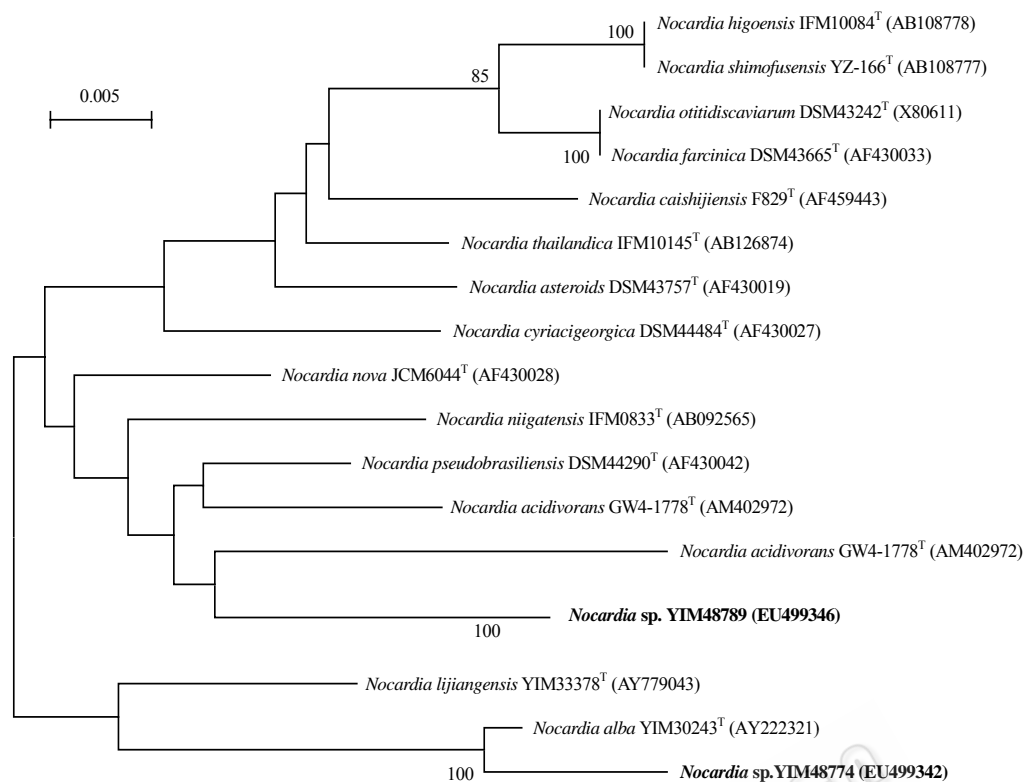 Nocardia higoensis IFM10084T (AB108778)
100
Nocardia shimofusensis YZ-166T (AB108777)
85
0.005
Nocardia otitidiscaviarum DSM43242T (X80611)
Nocardia farcinica DSM43665T (AF430033)
100
Nocardia caishijiensis F829T (AF459443)
Nocardia thailandica IFM10145T (AB126874)
Nocardia asteroids DSM43757T (AF430019)
Nocardia cyriacigeorgica DSM44484T (AF430027)
Nocardia nova JCM6044T (AF430028)
Nocardia niigatensis IFM0833T (AB092565)
Nocardia pseudobrasiliensis DSM44290T (AF430042)
Nocardia acidivorans GW4-1778T (AM402972)
Nocardia acidivorans GW4-1778T (AM402972)
Nocardia sp. YIM48789 (EU499346)
100
Nocardia lijiangensis YIM33378T (AY779043)
Nocardia alba YIM30243T (AY222321)
Nocardia sp.YIM48774 (EU499342)
100